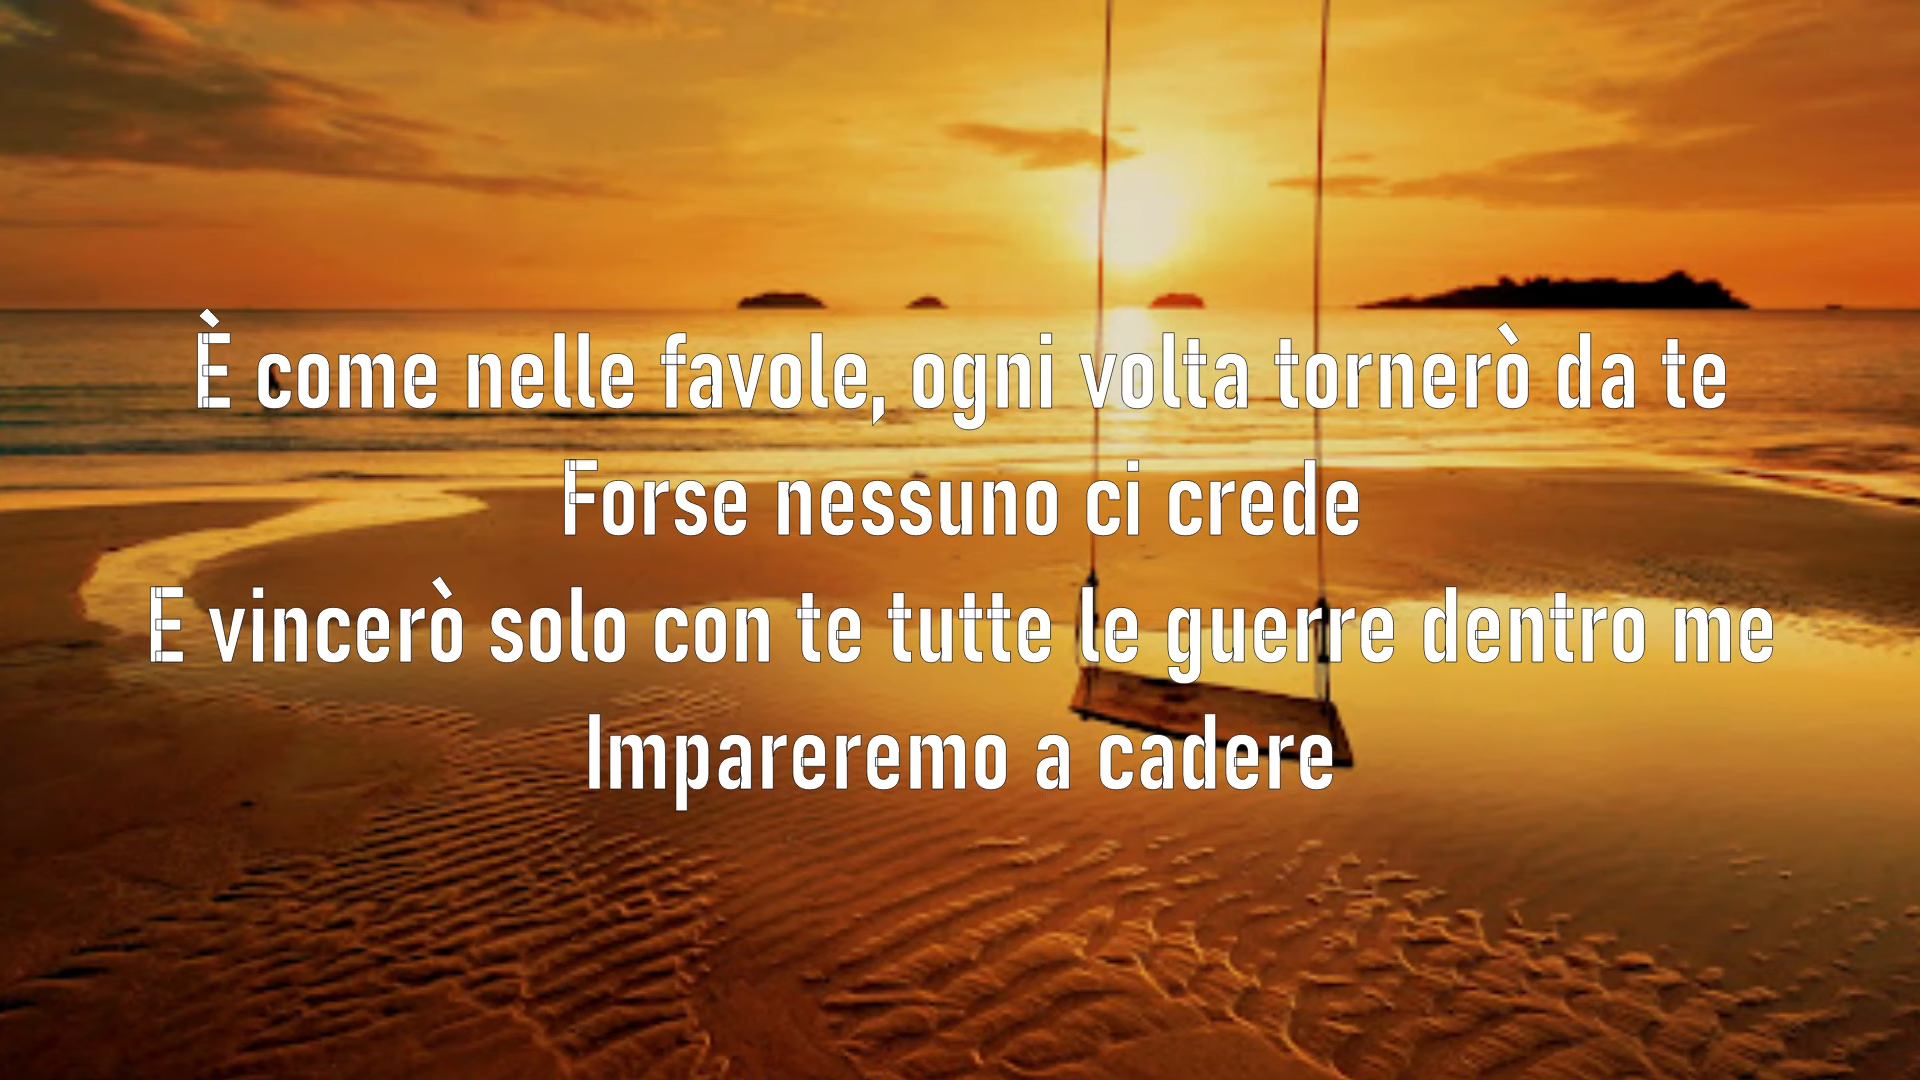 È come nelle favole, ogni volta tornerò da te
Forse nessuno ci crede
E vincerò solo con te tutte le guerre dentro me
Impareremo a cadere